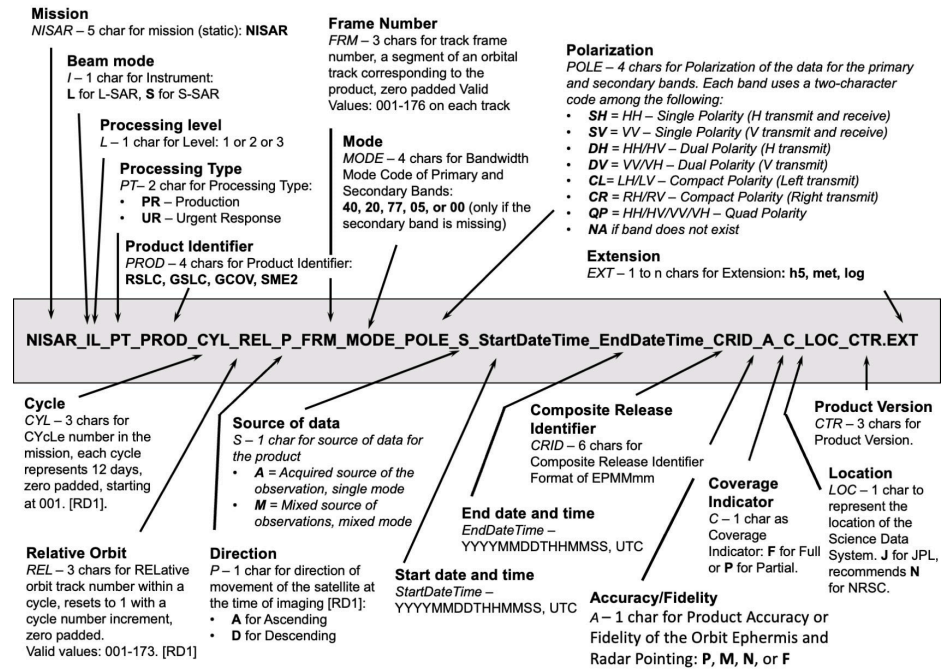 Mission
NISAR – 5 char for mission (static): NISAR
Beam mode
I – 1 char for Instrument:
L for L-SAR, S for S-SAR
Processing level
L – 1 char for Level: 1 or 2 or 3
Processing Type
PT– 2 char for Processing Type:
• PR – Production
• UR – Urgent Response
Product Identifier
PROD – 4 chars for Product Identifier:
RSLC, GSLC, GCOV, SME2
Frame Number
FRM – 3 chars for track frame
number, a segment of an orbital
track corresponding to the
product, zero padded Valid
Values: 001-176 on each track
Mode
MODE – 4 chars for Bandwidth
Mode Code of Primary and
Secondary Bands:
40, 20, 77, 05, or 00 (only if the
secondary band is missing)
Polarization
POLE – 4 chars for Polarization of the data for the primary
and secondary bands. Each band uses a two-character
code among the following:
• SH = HH – Single Polarity (H transmit and receive)
• SV = VV – Single Polarity (V transmit and receive)
• DH = HH/HV – Dual Polarity (H transmit)
• DV = VV/VH – Dual Polarity (V transmit)
• CL= LH/LV – Compact Polarity (Left transmit)
• CR = RH/RV – Compact Polarity (Right transmit)
• QP = HH/HV/VV/VH – Quad Polarity
• NA if band does not exist
Extension
EXT – 1 to n chars for Extension: h5, met, log
NISAR_IL_PT_PROD_CYL_REL_P_FRM_MODE_POLE_S_StartDateTime_EndDateTime_CRID_A_C_LOC_CTR.EXT
Cycle
CYL – 3 chars for
CYcLe number in the
mission, each cycle
represents 12 days,
zero padded, starting
at 001. [RD1].
Relative Orbit
REL – 3 chars for RELative
orbit track number within a
cycle, resets to 1 with a
cycle number increment,
zero padded.
Valid values: 001-173. [RD1]
Source of data
S – 1 char for source of data for
the product
• A = Acquired source of the
observation, single mode
• M = Mixed source of
observations, mixed mode
Direction
P – 1 char for direction of
movement of the satellite at
the time of imaging [RD1]:
• A for Ascending
• D for Descending
Start date and time
StartDateTime –
YYYYMMDDTHHMMSS, UTC
End date and time
EndDateTime –
YYYYMMDDTHHMMSS, UTC
Composite Release
Identifier
CRID – 6 chars for
Composite Release Identifier
Format of EPMMmm
Accuracy/Fidelity
A – 1 char for Product Accuracy or
Fidelity of the Orbit Ephermis and
Radar Pointing: P, M, N, or F
Coverage
Indicator
C – 1 char as
Coverage
Indicator: F for Full
or P for Partial.
Product Version
CTR – 3 chars for
Product Version.
Location
LOC – 1 char to
represent the
location of the
Science Data
System. J for JPL,
recommends N
for NRSC.